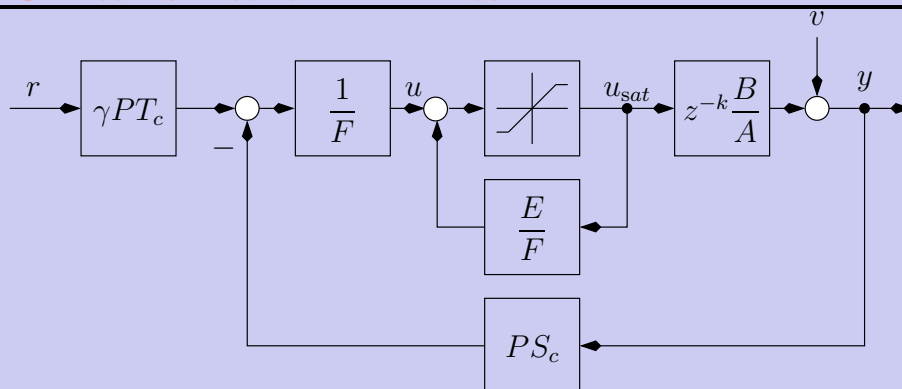 v
r
u
u_sat
y
γPT_c
1/F
z^{-k} B/A
−
E/F
PS_c